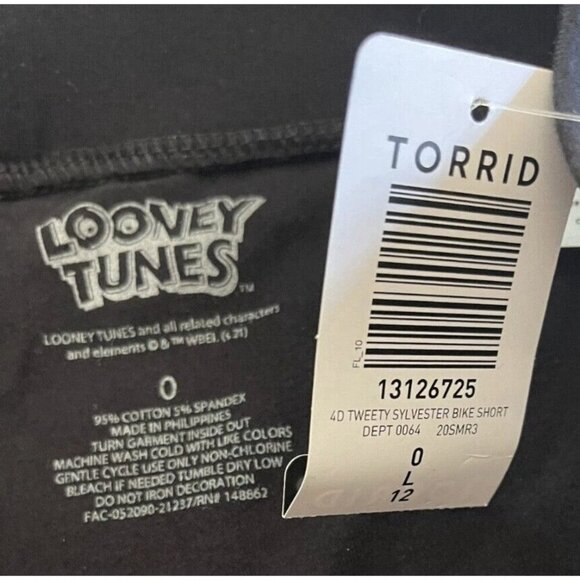 LOONEY
TUNES
™
LOONEY TUNES and all related characters
and elements © & ™ WBEI. (s21)
0
95% COTTON 5% SPANDEX
MADE IN PHILIPPINES
TURN GARMENT INSIDE OUT
MACHINE WASH COLD WITH LIKE COLORS
GENTLE CYCLE USE ONLY NON-CHLORINE
BLEACH IF NEEDED TUMBLE DRY LOW
DO NOT IRON DECORATION
FAC-052090-21237/RN# 148862
TORRID
FL_10
13126725
4D TWEETY SYLVESTER BIKE SHORT
DEPT 0064 20SMR3
0
L
12